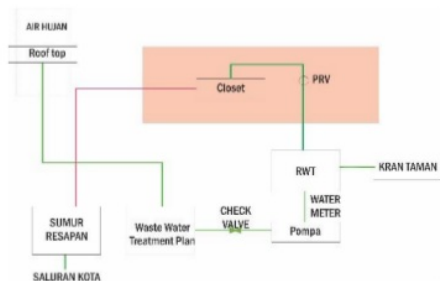 AIR HUJAN
Roof top
Closet
PRV
RWT
KRAN TAMAN
WATER
METER
CHECK
VALVE
Pompa
SUMUR
RESAPAN
Waste Water
Treatment Plan
SALURAN KOTA